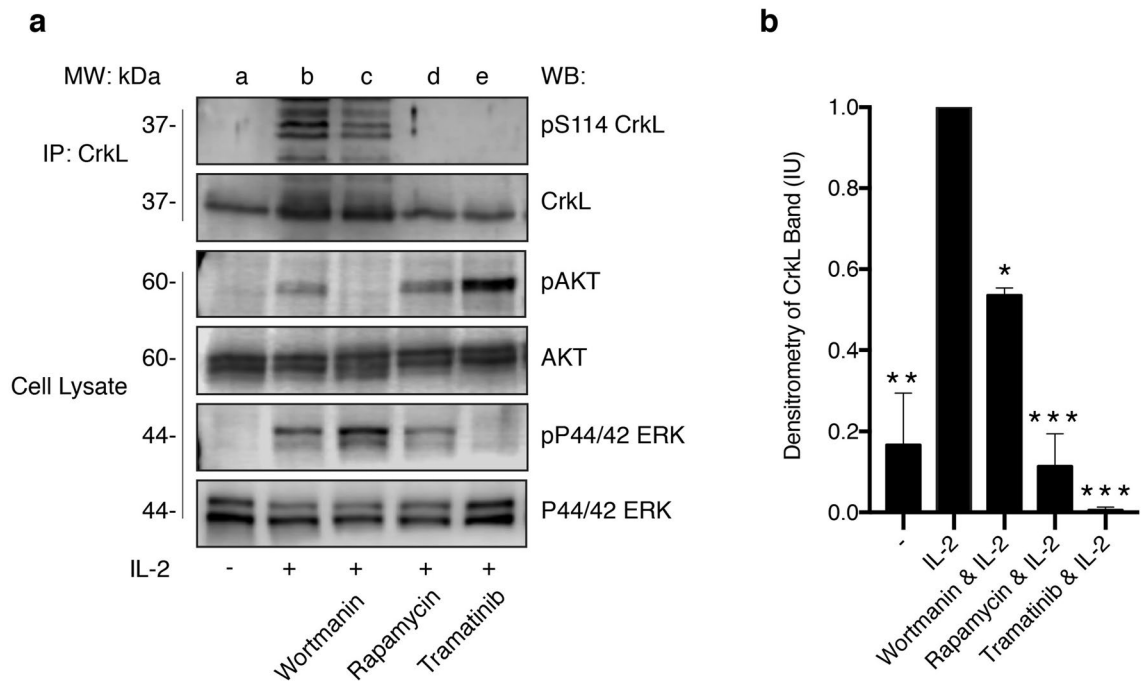 a
MW: kDa a b c d e WB:
IP: CrkL
37- pS114 CrkL
37- CrkL
Cell Lysate
60- pAKT
60- AKT
44- pP44/42 ERK
44- P44/42 ERK
IL-2 - + + + +
Wortmanin
Rapamycin
Tramatinib
b
Densitrometry of CrkL Band (IU)
1.0
0.8
0.6
0.4
0.2
0.0
**
*
***
***
-
IL-2
Wortmanin & IL-2
Rapamycin & IL-2
Tramatinib & IL-2